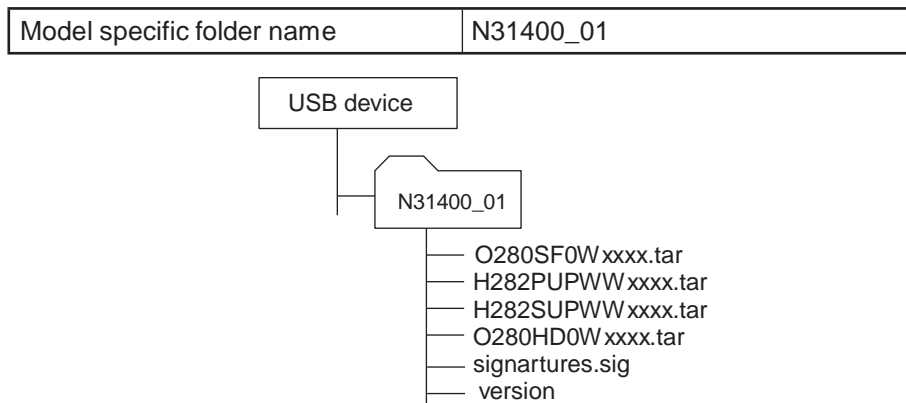 Model specific folder name N31400_01
USB device
N31400_01
O280SF0Wxxxx.tar
H282PUPWWxxxx.tar
H282SUPWWxxxx.tar
O280HD0Wxxxx.tar
signartures.sig
version